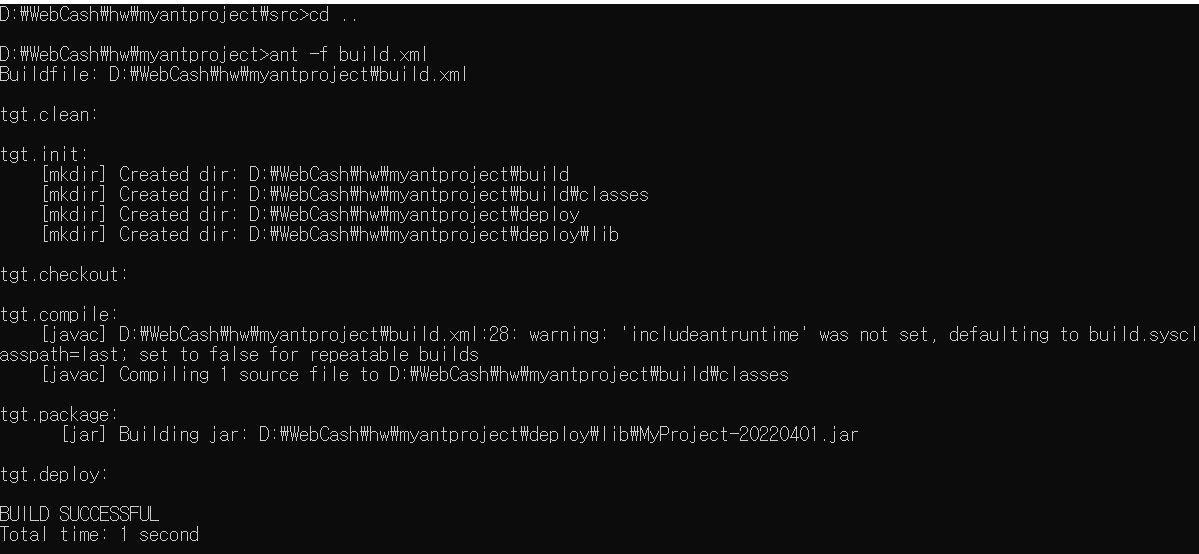 D:₩WebCash₩hw₩myantproject₩src>cd ..
D:₩WebCash₩hw₩myantproject>ant -f build.xml
Buildfile: D:₩WebCash₩hw₩myantproject₩build.xml
tgt.clean:
tgt.init:
[mkdir] Created dir: D:₩WebCash₩hw₩myantproject₩build
[mkdir] Created dir: D:₩WebCash₩hw₩myantproject₩build₩classes
[mkdir] Created dir: D:₩WebCash₩hw₩myantproject₩deploy
[mkdir] Created dir: D:₩WebCash₩hw₩myantproject₩deploy₩lib
tgt.checkout:
tgt.compile:
[javac] D:₩WebCash₩hw₩myantproject₩build.xml:28: warning: 'includeantruntime' was not set, defaulting to build.syscl
asspath=last; set to false for repeatable builds
[javac] Compiling 1 source file to D:₩WebCash₩hw₩myantproject₩build₩classes
tgt.package:
[jar] Building jar: D:₩WebCash₩hw₩myantproject₩deploy₩lib₩MyProject-20220401.jar
tgt.deploy:
BUILD SUCCESSFUL
Total time: 1 second